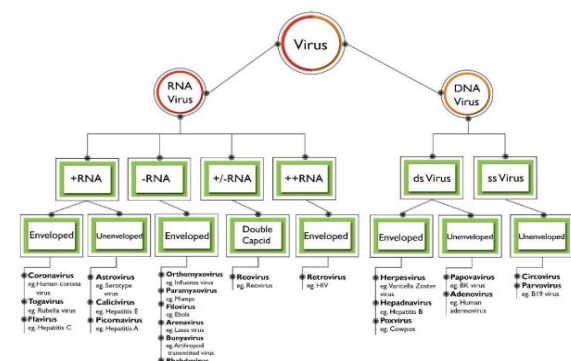 Virus
RNA
Virus
DNA
Virus
+RNA
-RNA
+/-RNA
++RNA
ds Virus
ss Virus
Enveloped
Unenveloped
Enveloped
Double
Capcid
Enveloped
Enveloped
Unenveloped
Unenveloped
Coronavirus
eg.Human corona
virus
Togavirus
eg. Rubella virus
Flavirus
eg. Hepatitis C
Astrovirus
eg. Serotype
virus
Calicivirus
eg. Hepatitis E
Picornavirus
eg. Hepatitis A
Orthomyxovirus
eg. Influenza virus
Paramyxovirus
eg. Mumps
Filovirus
eg. Ebola
Arenavirus
eg. Lassa virus
Bunyavirus
eg. Arthropod
transmitted virus
Rhabdovirus
Reovirus
eg. Reovirus
Retrovirus
eg. HIV
Herpesvirus
eg. Varicella Zoster
virus
Hepadnavirus
eg. Hepatitis B
Poxvirus
eg. Cowpox
Papovavirus
eg. BK virus
Adenovirus
eg. Human
adermovirus
Circovirus
Parvovirus
eg. B19 virus